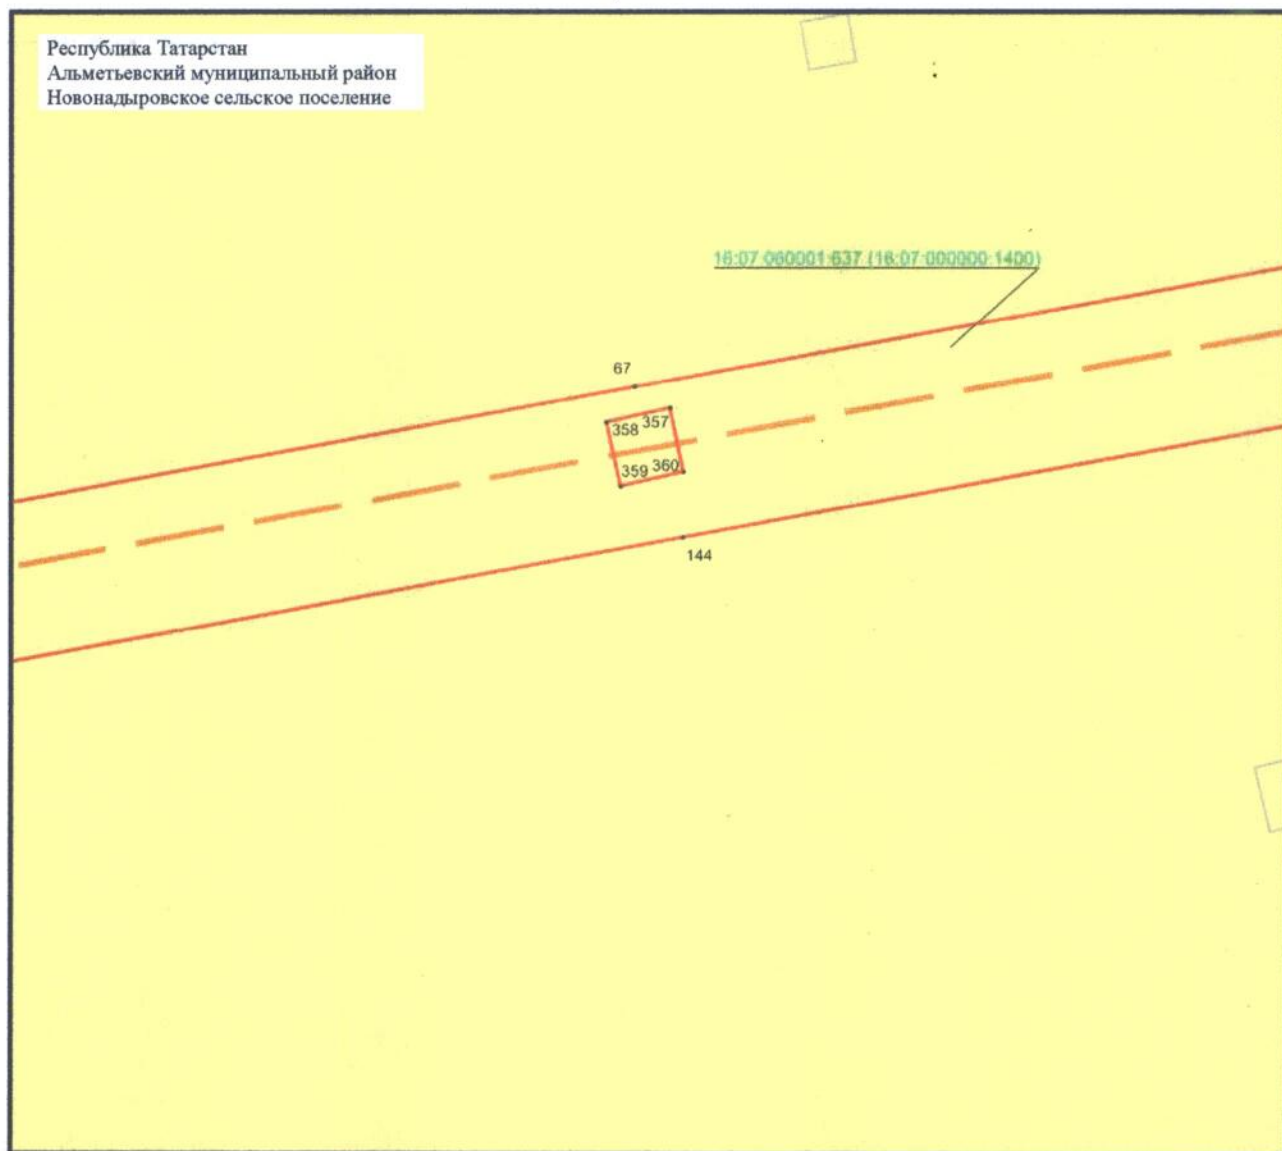 Республика Татарстан
Альметьевский муниципальный район
Новонадыровское сельское поселение
16:07:060001:637 (16:07:000000:1400)
67
358 357
359 360
144